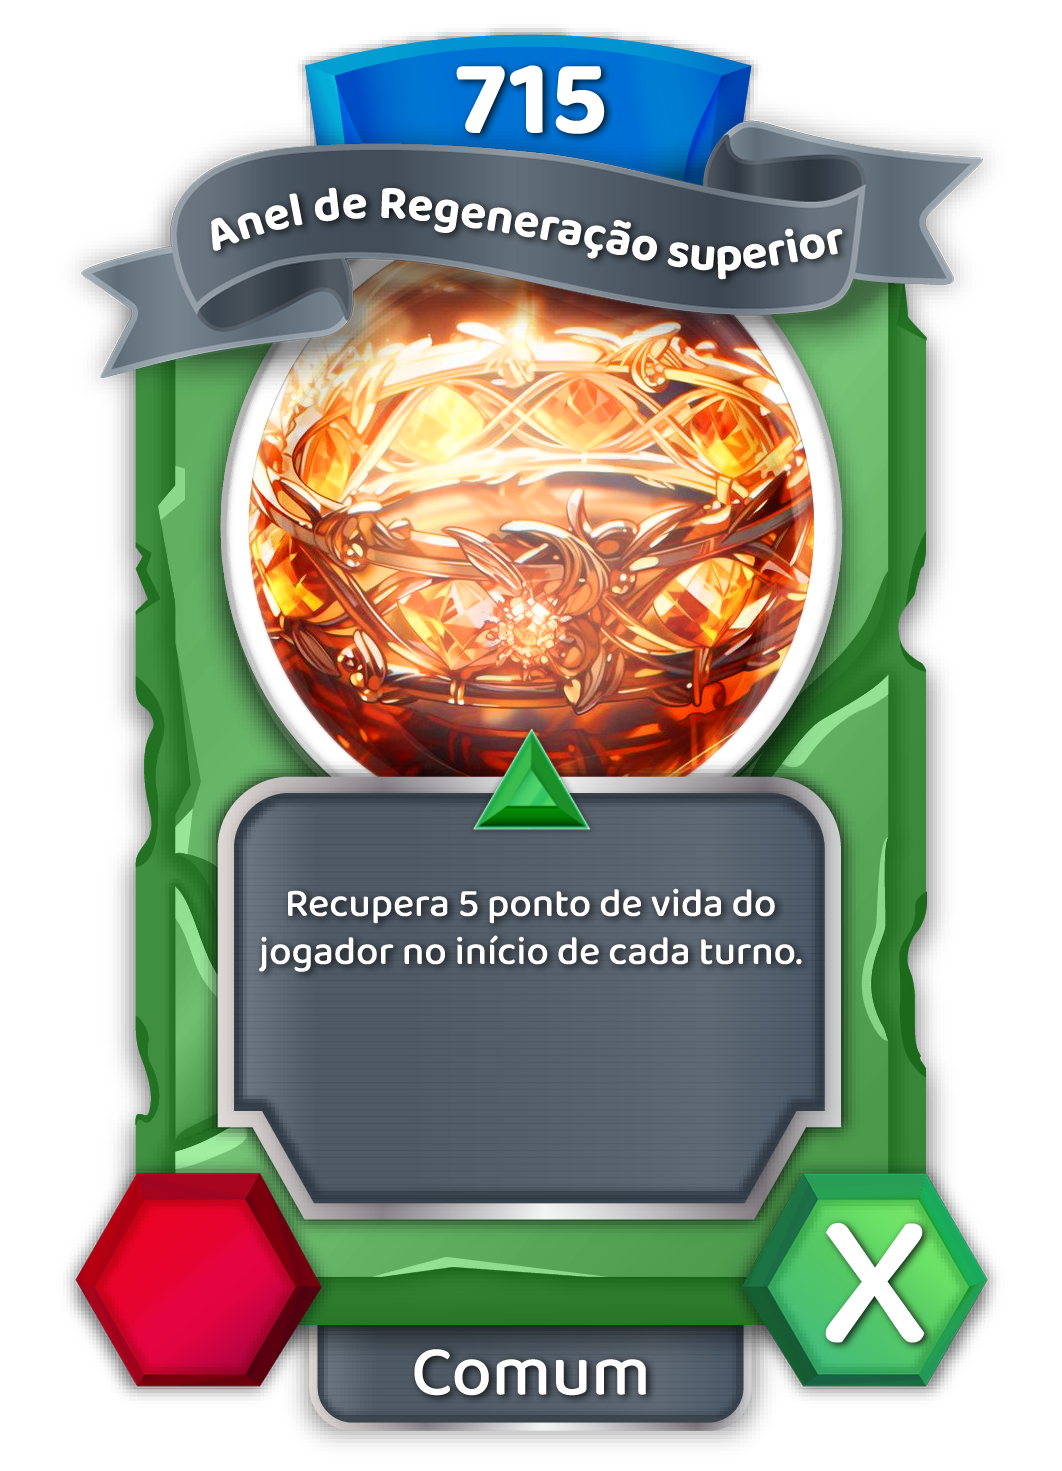 715
Anel de Regeneração superior
Recupera 5 ponto de vida do
jogador no início de cada turno.
X
Comum